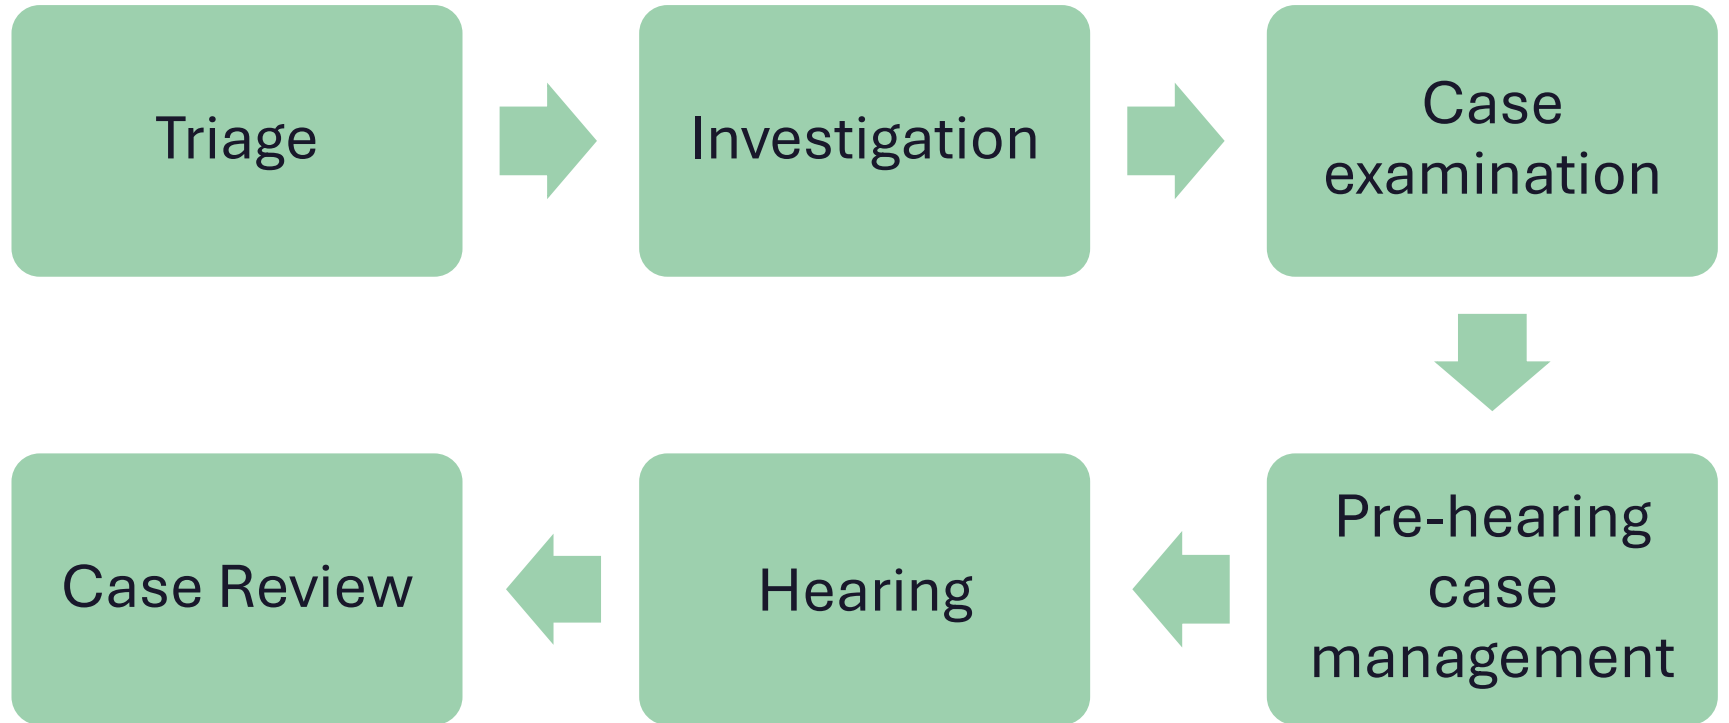 Triage
Investigation
Case
examination
Pre-hearing
case
management
Hearing
Case Review